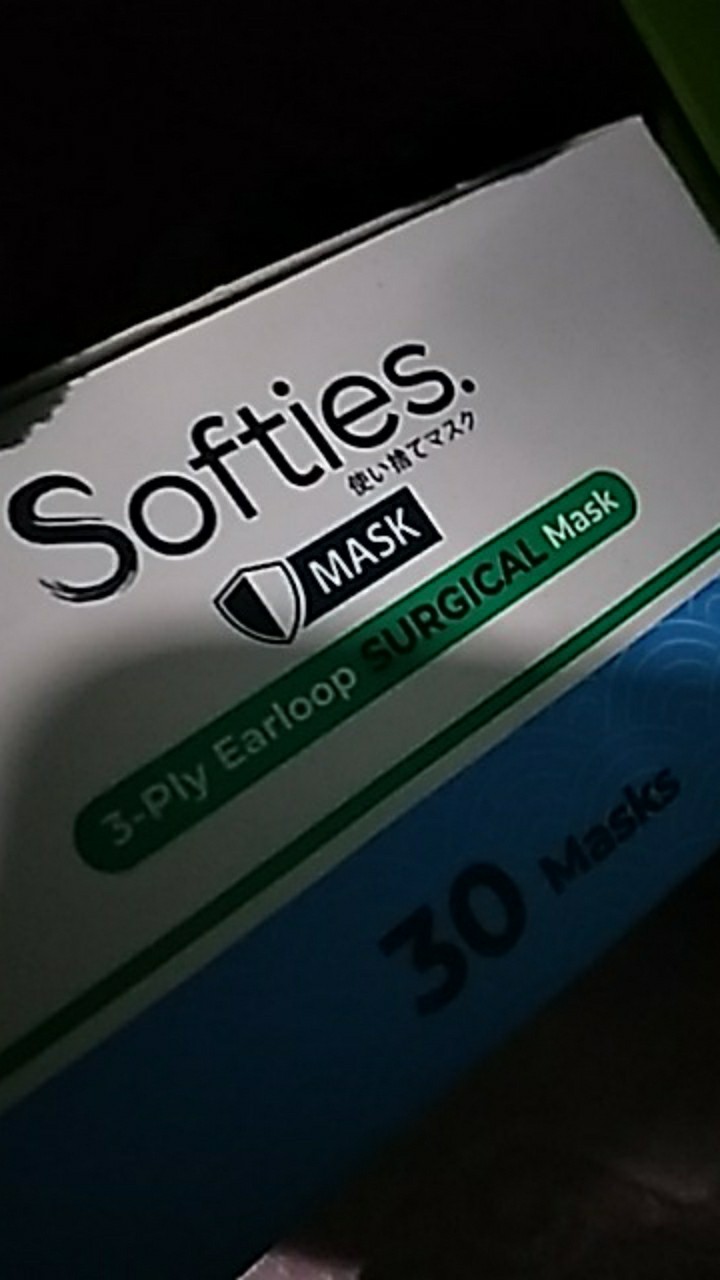 Softies.
使い捨てマスク
MASK
3-Ply Earloop SURGICAL Mask
30 Masks